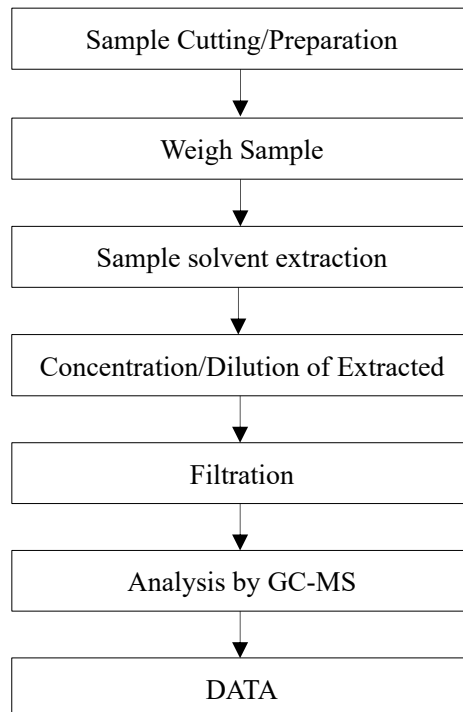 Sample Cutting/Preparation
Weigh Sample
Sample solvent extraction
Concentration/Dilution of Extracted
Filtration
Analysis by GC-MS
DATA